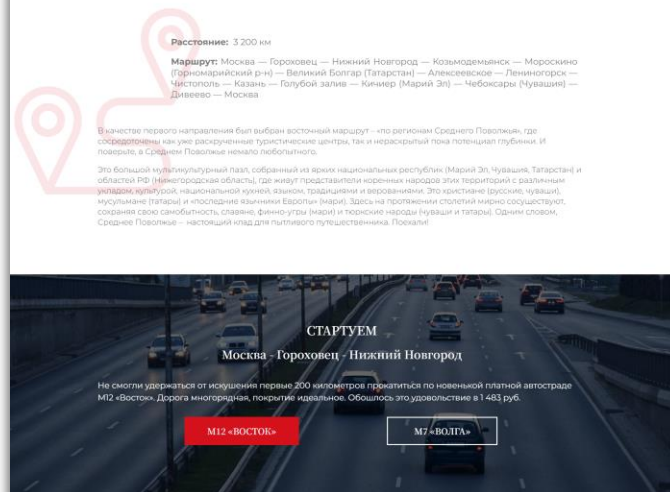 Расстояние: 3 200 км
Маршрут: Москва — Гороховец — Нижний Новгород — Козьмодемьянск — Мороскино
(Горномарийский р-н) — Великий Болгар (Татарстан) — Алексеевское — Лениногорск —
Чистополь — Казань — Голубой залив — Кичиер (Марий Эл) — Чебоксары (Чувашия) —
Дивеево — Москва
В качестве первого направления был выбран восточный маршрут – «по регионам Среднего Поволжья», где
сосредоточены как уже раскрученные туристические центры, так и нераскрытый пока потенциал глубинки. И
поверьте, в Среднем Поволжье немало любопытного.
Это большой мультикультурный пазл, собранный из ярких национальных республик (Марий Эл, Чувашия, Татарстан) и
областей РФ (Нижегородская область), где живут представители коренных народов этих территорий с различным
укладом, культурой, национальной кухней, языком, традициями и верованиями. Это христиане (русские, чуваши),
мусульмане (татары) и «последние язычники Европы» (мари). Здесь на протяжении столетий мирно сосуществуют,
сохраняя свою самобытность, славяне, финно-угры (мари) и тюркские народы (чуваши и татары). Одним словом,
Среднее Поволжье – настоящий клад для пытливого путешественника. Поехали!
СТАРТУЕМ
Москва - Гороховец - Нижний Новгород
Не смогли удержаться от искушения первые 200 километров прокатиться по новенькой платной автостраде
М12 «Восток». Дорога многорядная, покрытие идеальное. Обошлось это удовольствие в 1 483 руб.
М12 «ВОСТОК»
М7 «ВОЛГА»